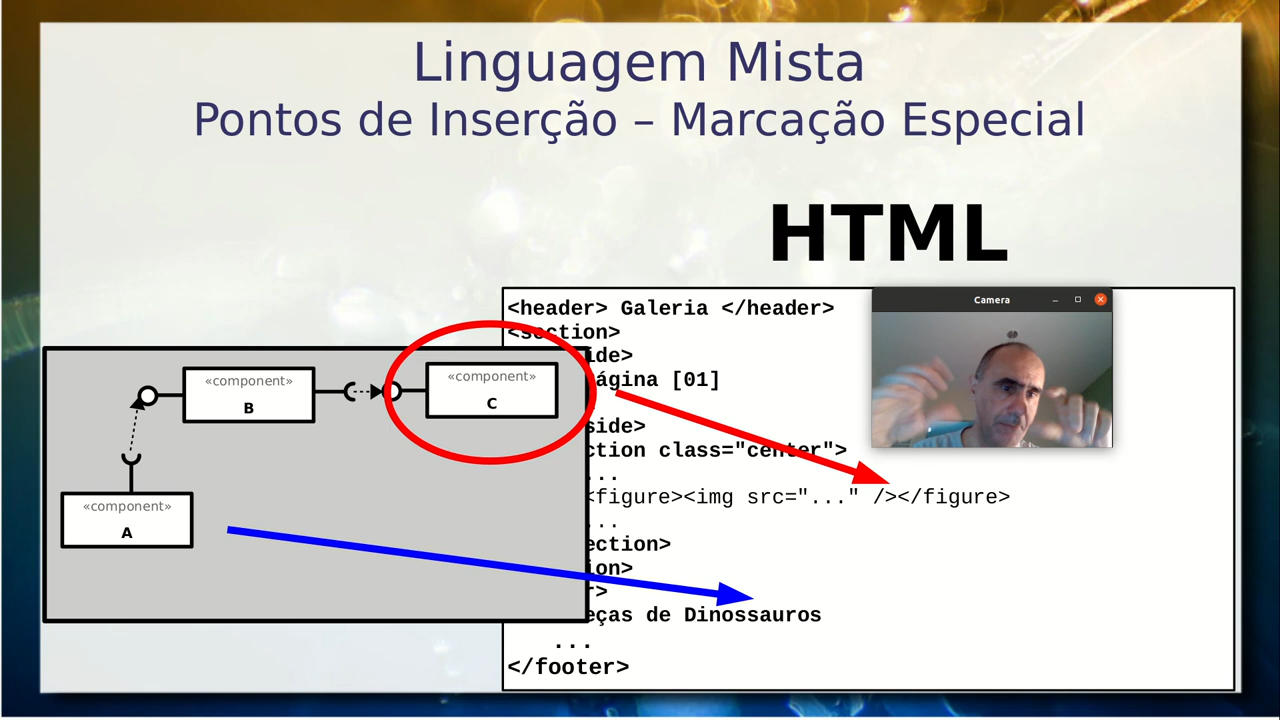 Linguagem Mista
Pontos de Inserção – Marcação Especial
HTML
Camera
<header> Galeria </header>
<section>
ide>
ágina [01]
side>
ction class="center">
...
<figure><img src="..." /></figure>
...
ection>
ion>
r>
eças de Dinossauros
...
</footer>
«component»
B
«component»
C
«component»
A